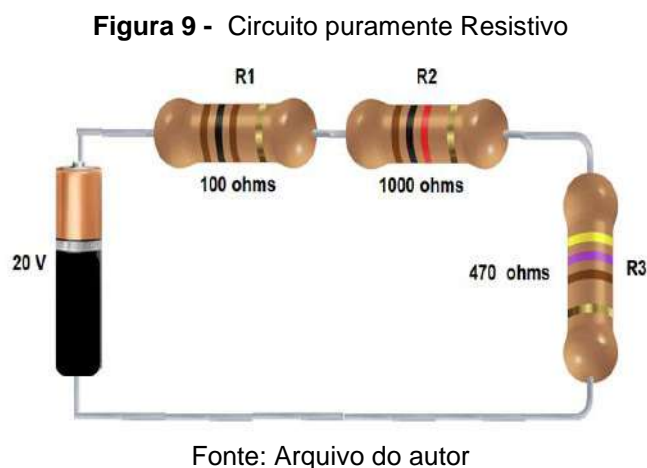 Figura 9 - Circuito puramente Resistivo
R1
R2
100 ohms
1000 ohms
20 V
470 ohms
R3
Fonte: Arquivo do autor